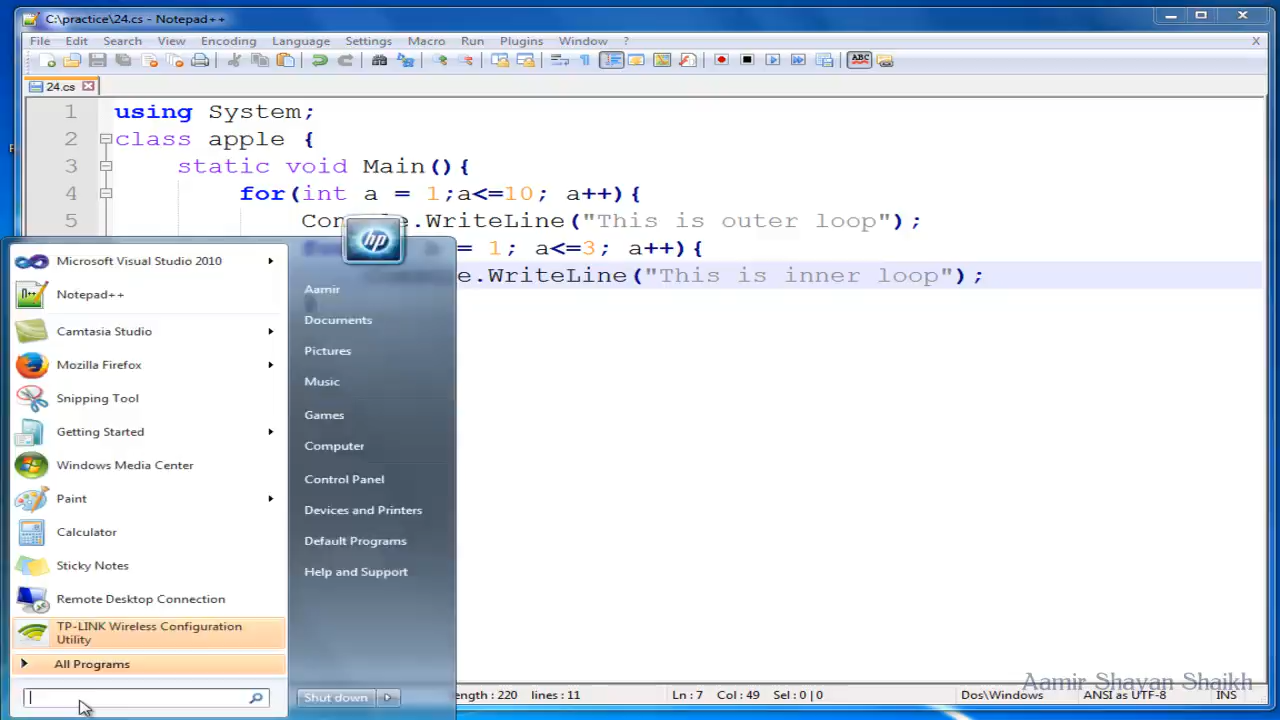 C:\practice\24.cs - Notepad++
File Edit Search View Encoding Language Settings Macro Run Plugins Window ? X
24.cs
1 using System;
2 class apple {
3 static void Main(){
4 for(int a = 1;a<=10; a++){
5 Con e.WriteLine("This is outer loop");
= 1; a<=3; a++){
e.WriteLine("This is inner loop");
hp
Microsoft Visual Studio 2010
Notepad++
Camtasia Studio
Mozilla Firefox
Snipping Tool
Getting Started
Windows Media Center
Paint
Calculator
Sticky Notes
Remote Desktop Connection
TP-LINK Wireless Configuration
Utility
All Programs
Aamir
Documents
Pictures
Music
Games
Computer
Control Panel
Devices and Printers
Default Programs
Help and Support
Shut down
ength : 220 lines : 11 Ln : 7 Col : 49 Sel : 0 | 0 Dos\Windows ANSI as UTF-8 INS
Aamir Shayan Shaikh